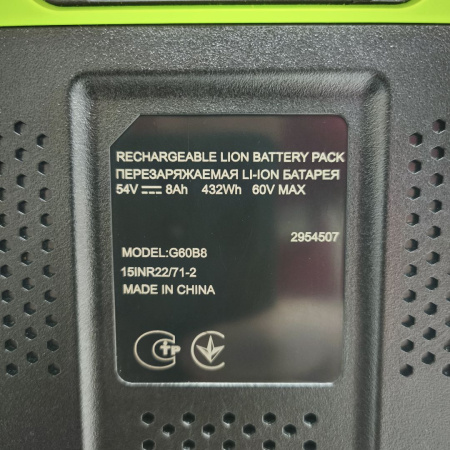 RECHARGEABLE LION BATTERY PACK
ПЕРЕЗАРЯЖАЕМАЯ LI-ION БАТАРЕЯ
54V ⎓ 8Ah 432Wh 60V MAX
2954507
MODEL:G60B8
15INR22/71-2
MADE IN CHINA